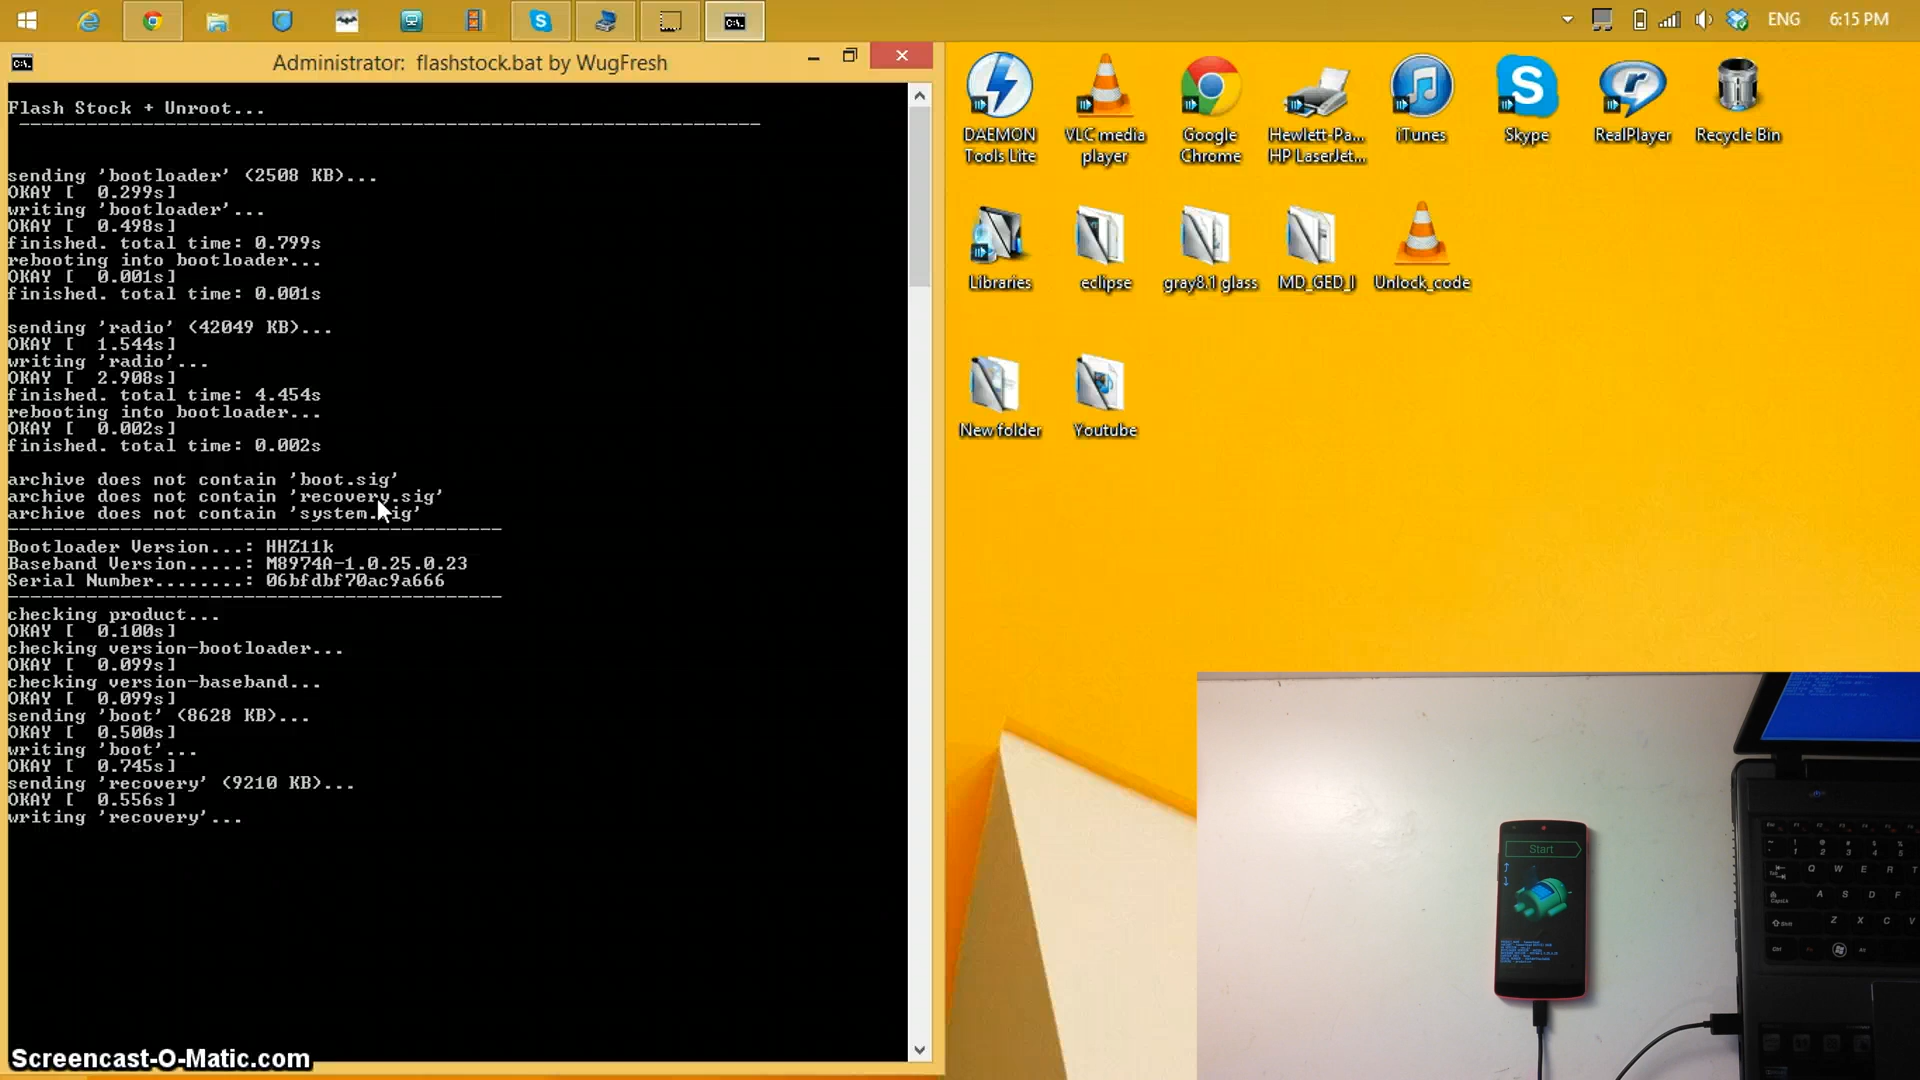 ENG
6:15 PM
Administrator: flashstock.bat by WugFresh
Flash Stock + Unroot...
sending 'bootloader' (2508 KB)...
OKAY [  0.299s]
writing 'bootloader'...
OKAY [  0.498s]
finished. total time: 0.799s
rebooting into bootloader...
OKAY [  0.001s]
finished. total time: 0.001s
sending 'radio' (42049 KB)...
OKAY [  1.544s]
writing 'radio'...
OKAY [  2.908s]
finished. total time: 4.454s
rebooting into bootloader...
OKAY [  0.002s]
finished. total time: 0.002s
archive does not contain 'boot.sig'
archive does not contain 'recovery.sig'
archive does not contain 'system.sig'
Bootloader Version...: HHZ11k
Baseband Version.....: M8974A-1.0.25.0.23
Serial Number........: 06bfdbf70ac9a666
checking product...
OKAY [  0.100s]
checking version-bootloader...
OKAY [  0.099s]
checking version-baseband...
OKAY [  0.099s]
sending 'boot' (8628 KB)...
OKAY [  0.500s]
writing 'boot'...
OKAY [  0.745s]
sending 'recovery' (9210 KB)...
OKAY [  0.556s]
writing 'recovery'...
Screencast-O-Matic.com
DAEMON
Tools Lite
VLC media
player
Google
Chrome
Hewlett-Pa...
HP LaserJet...
iTunes
Skype
RealPlayer
Recycle Bin
Libraries
eclipse
gray8.1 glass
MD_GED_I
Unlock_code
New folder
Youtube
Start